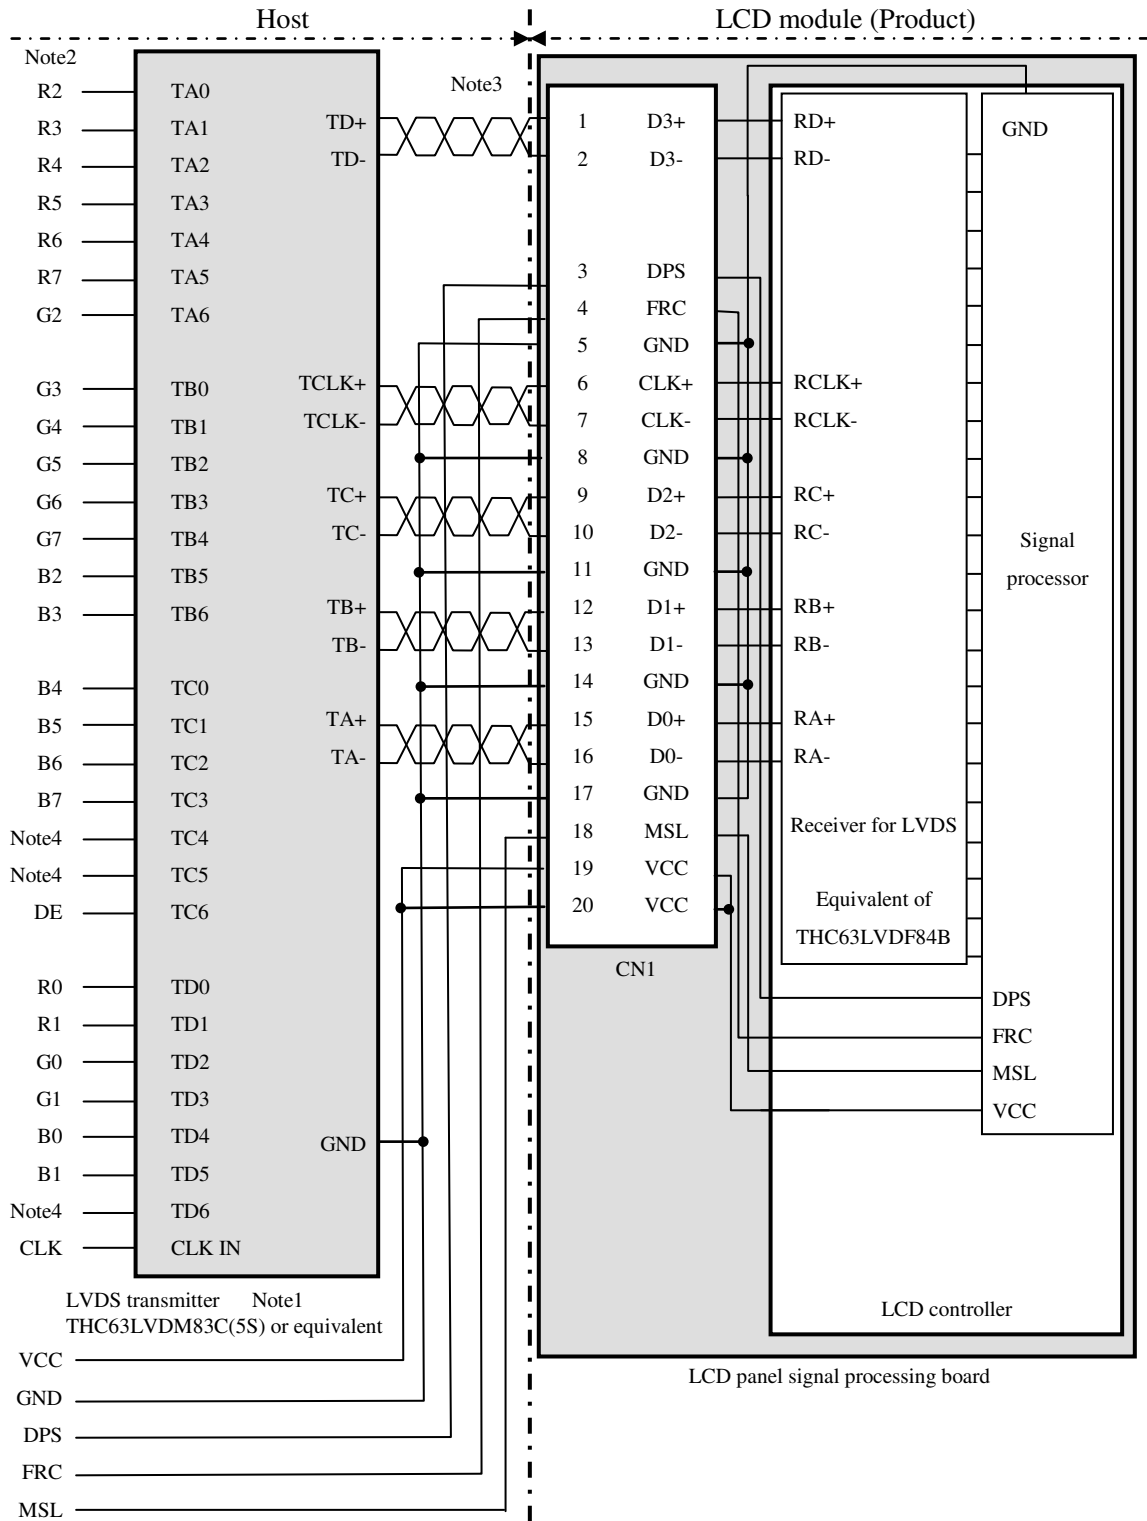 Host
LCD module (Product)
Note2
R2 TA0
R3 TA1
R4 TA2
R5 TA3
R6 TA4
R7 TA5
G2 TA6
G3 TB0
G4 TB1
G5 TB2
G6 TB3
G7 TB4
B2 TB5
B3 TB6
B4 TC0
B5 TC1
B6 TC2
B7 TC3
Note4 TC4
Note4 TC5
DE TC6
R0 TD0
R1 TD1
G0 TD2
G1 TD3
B0 TD4
B1 TD5
Note4 TD6
CLK CLK IN
TD+
TD-
TCLK+
TCLK-
TC+
TC-
TB+
TB-
TA+
TA-
GND
Note3
LVDS transmitter Note1
THC63LVDM83C(5S) or equivalent
VCC
GND
DPS
FRC
MSL
1 D3+
2 D3-
3 DPS
4 FRC
5 GND
6 CLK+
7 CLK-
8 GND
9 D2+
10 D2-
11 GND
12 D1+
13 D1-
14 GND
15 D0+
16 D0-
17 GND
18 MSL
19 VCC
20 VCC
CN1
RD+
RD-
RCLK+
RCLK-
RC+
RC-
RB+
RB-
RA+
RA-
Receiver for LVDS
Equivalent of
THC63LVDF84B
GND
Signal
processor
DPS
FRC
MSL
VCC
LCD controller
LCD panel signal processing board